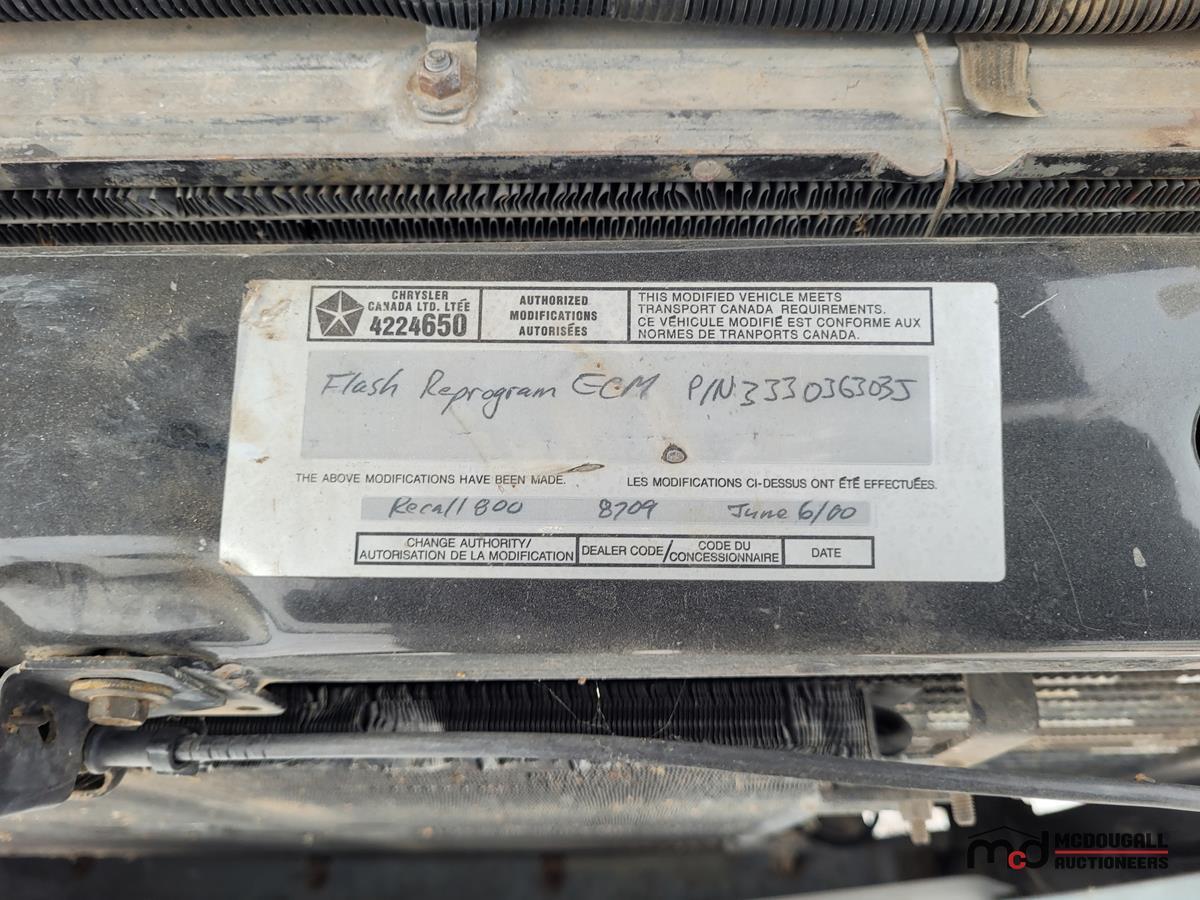 CHRYSLER
CANADA LTD. LTÉE
4224650
AUTHORIZED
MODIFICATIONS
AUTORISÉES
THIS MODIFIED VEHICLE MEETS
TRANSPORT CANADA REQUIREMENTS.
CE VÉHICULE MODIFIÉ EST CONFORME AUX
NORMES DE TRANPORTS CANADA.
Flash Reprogram ECM P/N:3330363035
THE ABOVE MODIFICATIONS HAVE BEEN MADE. LES MODIFICATIONS CI-DESSUS ONT ÉTÉ EFFECTUÉES.
Recall 800 8709 June 6/00
CHANGE AUTHORITY/
AUTORISATION DE LA MODIFICATION
DEALER CODE/CODE DU
CONCESSIONNAIRE
DATE
mcd MCDOUGALL
AUCTIONEERS